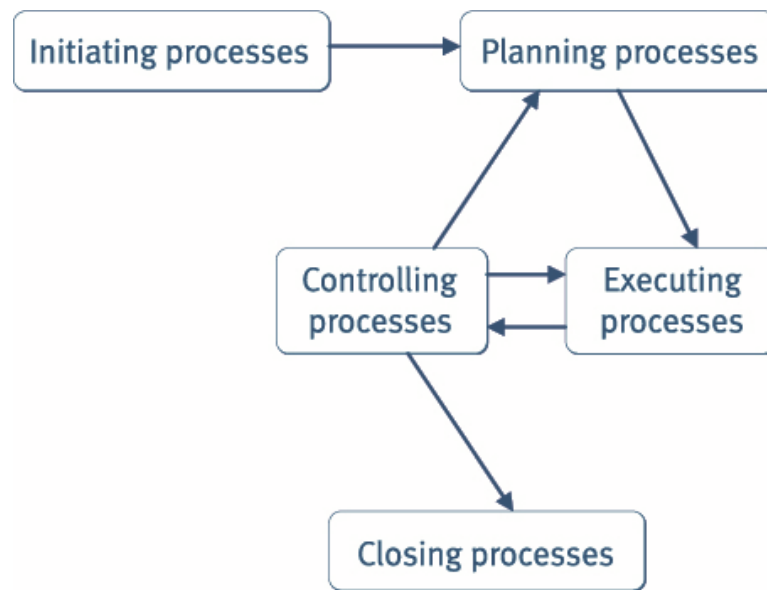 Initiating processes
Planning processes
Controlling
processes
Executing
processes
Closing processes